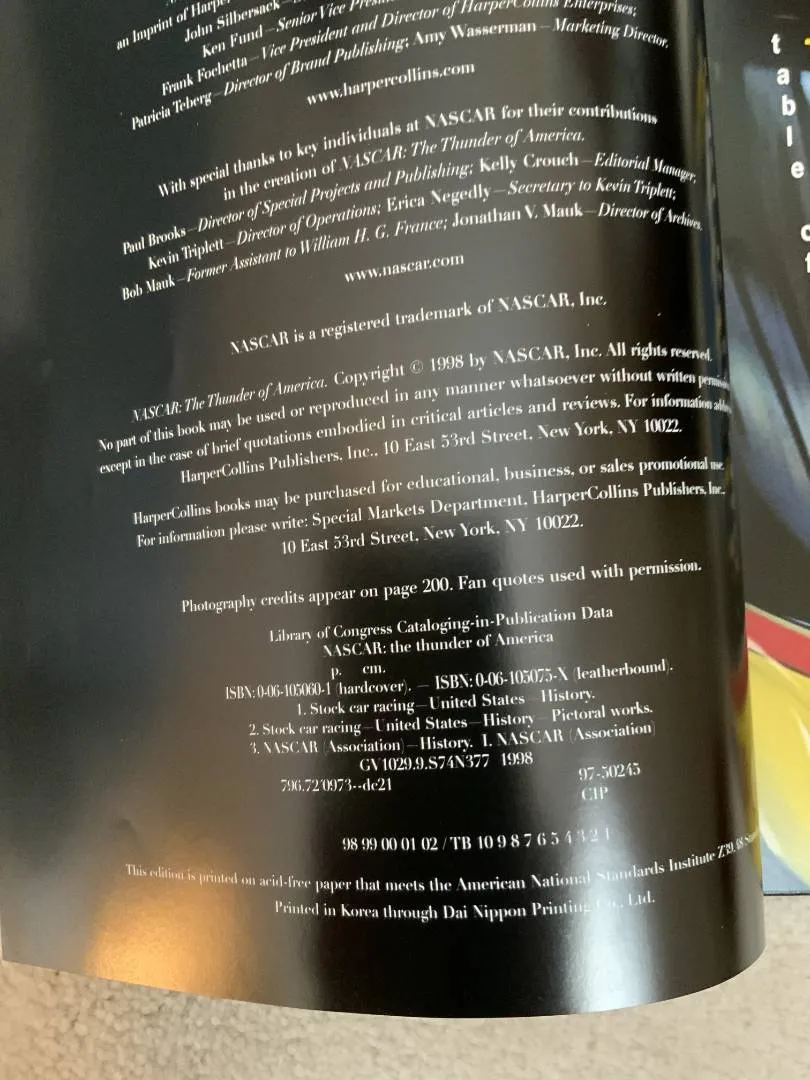 an Imprint of Harper
John Silbersack—
Ken Fund—Senior Vice
Frank Fochetta—Vice President and Director of HarperCollins Enterprises;
Patricia Teberg—Director of Brand Publishing; Amy Wasserman—Marketing Director.
www.harpercollins.com
With special thanks to key individuals at NASCAR for their contributions
in the creation of NASCAR: The Thunder of America.
Paul Brooks—Director of Special Projects and Publishing; Kelly Crouch—Editorial Manager;
Kevin Triplett—Director of Operations; Erica Negedly—Secretary to Kevin Triplett;
Bob Mauk—Former Assistant to William H. G. France; Jonathan V. Mauk—Director of Archives.
www.nascar.com
NASCAR is a registered trademark of NASCAR, Inc.
NASCAR: The Thunder of America. Copyright © 1998 by NASCAR, Inc. All rights reserved.
No part of this book may be used or reproduced in any manner whatsoever without written
except in the case of brief quotations embodied in critical articles and reviews. For information
HarperCollins Publishers, Inc., 10 East 53rd Street, New York, NY 10022.
HarperCollins books may be purchased for educational, business, or sales promotional use.
For information please write: Special Markets Department, HarperCollins Publishers, Inc.,
10 East 53rd Street, New York, NY 10022.
Photography credits appear on page 200. Fan quotes used with permission.
Library of Congress Cataloging-in-Publication Data
NASCAR: the thunder of America
p. cm.
ISBN: 0-06-105060-1 (hardcover). — ISBN: 0-06-105075-X (leatherbound).
1. Stock car racing—United States—History.
2. Stock car racing—United States—History—Pictoral works.
3. NASCAR (Association)—History. I. NASCAR (Association)
GV1029.9.S74N377 1998
796.72'0973--dc21 97-50245
CIP
98 99 00 01 02 / TB 10 9 8 7 6 5 4 3 2 1
This edition is printed on acid-free paper that meets the American National Standards Institute Z39.48
Printed in Korea through Dai Nippon Printing Co., Ltd.
table